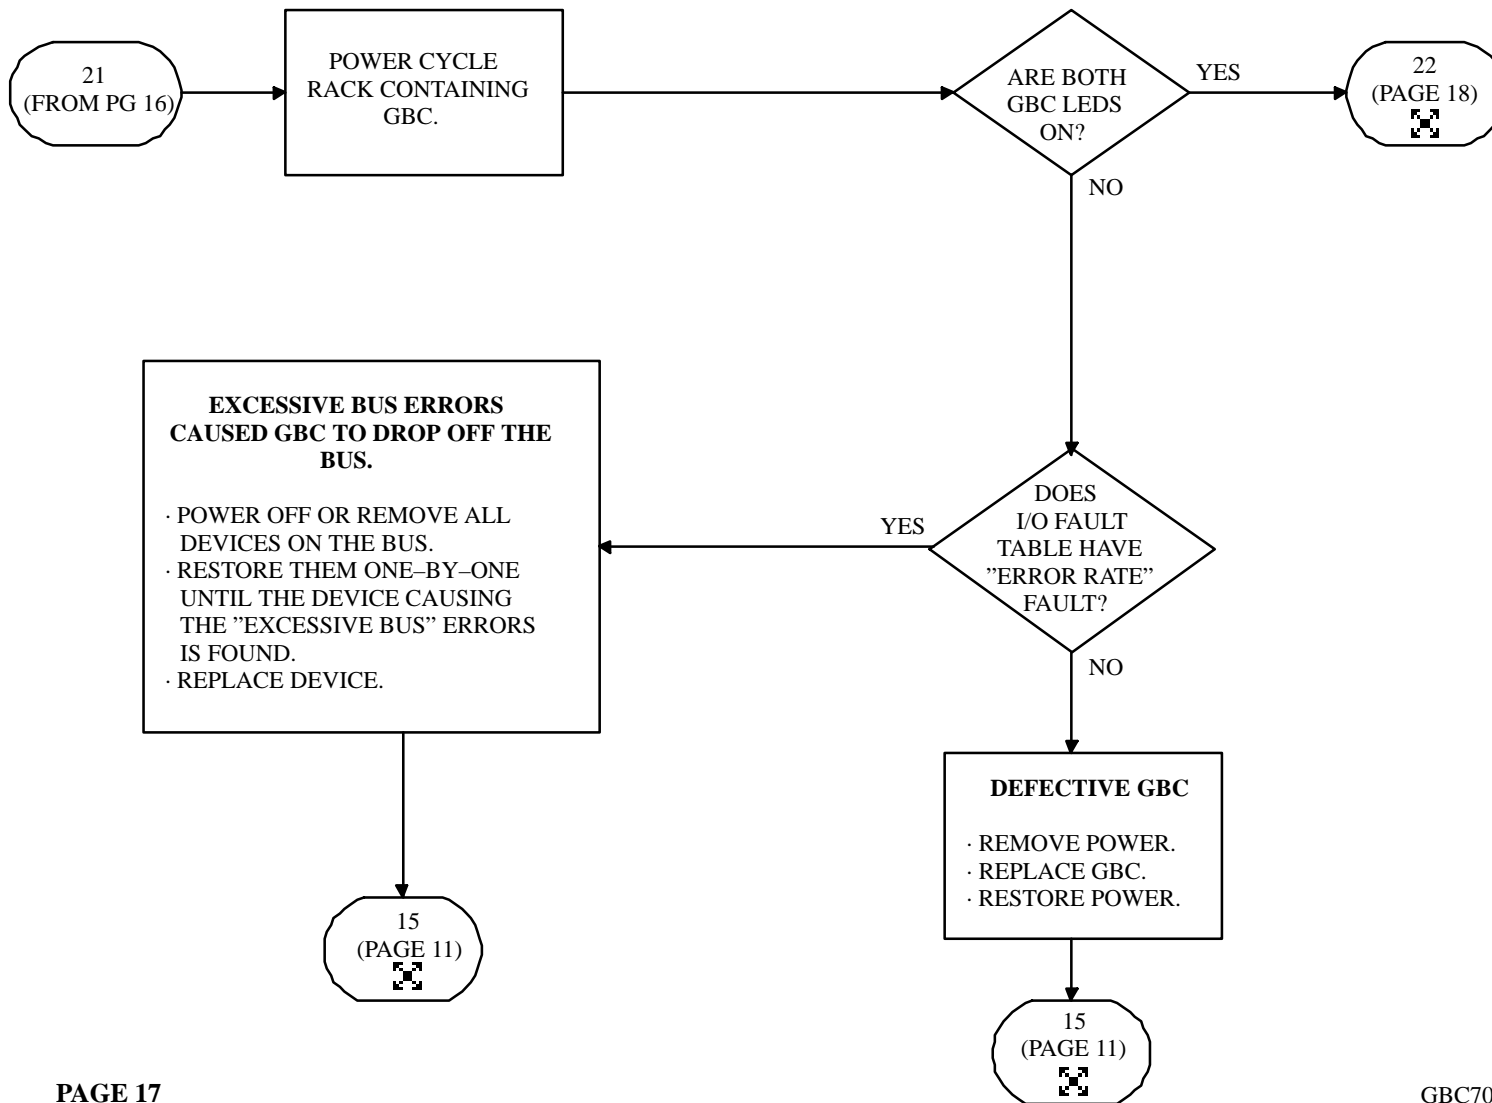 21
(FROM PG 16)
POWER CYCLE
RACK CONTAINING
GBC.
ARE BOTH
GBC LEDS
ON?
YES
22
(PAGE 18)
NO
DOES
I/O FAULT
TABLE HAVE
”ERROR RATE”
FAULT?
YES
EXCESSIVE BUS ERRORS
CAUSED GBC TO DROP OFF THE
BUS.
· POWER OFF OR REMOVE ALL
DEVICES ON THE BUS.
· RESTORE THEM ONE–BY–ONE
UNTIL THE DEVICE CAUSING
THE ”EXCESSIVE BUS” ERRORS
IS FOUND.
· REPLACE DEVICE.
15
(PAGE 11)
NO
DEFECTIVE GBC
· REMOVE POWER.
· REPLACE GBC.
· RESTORE POWER.
15
(PAGE 11)
PAGE 17
GBC70